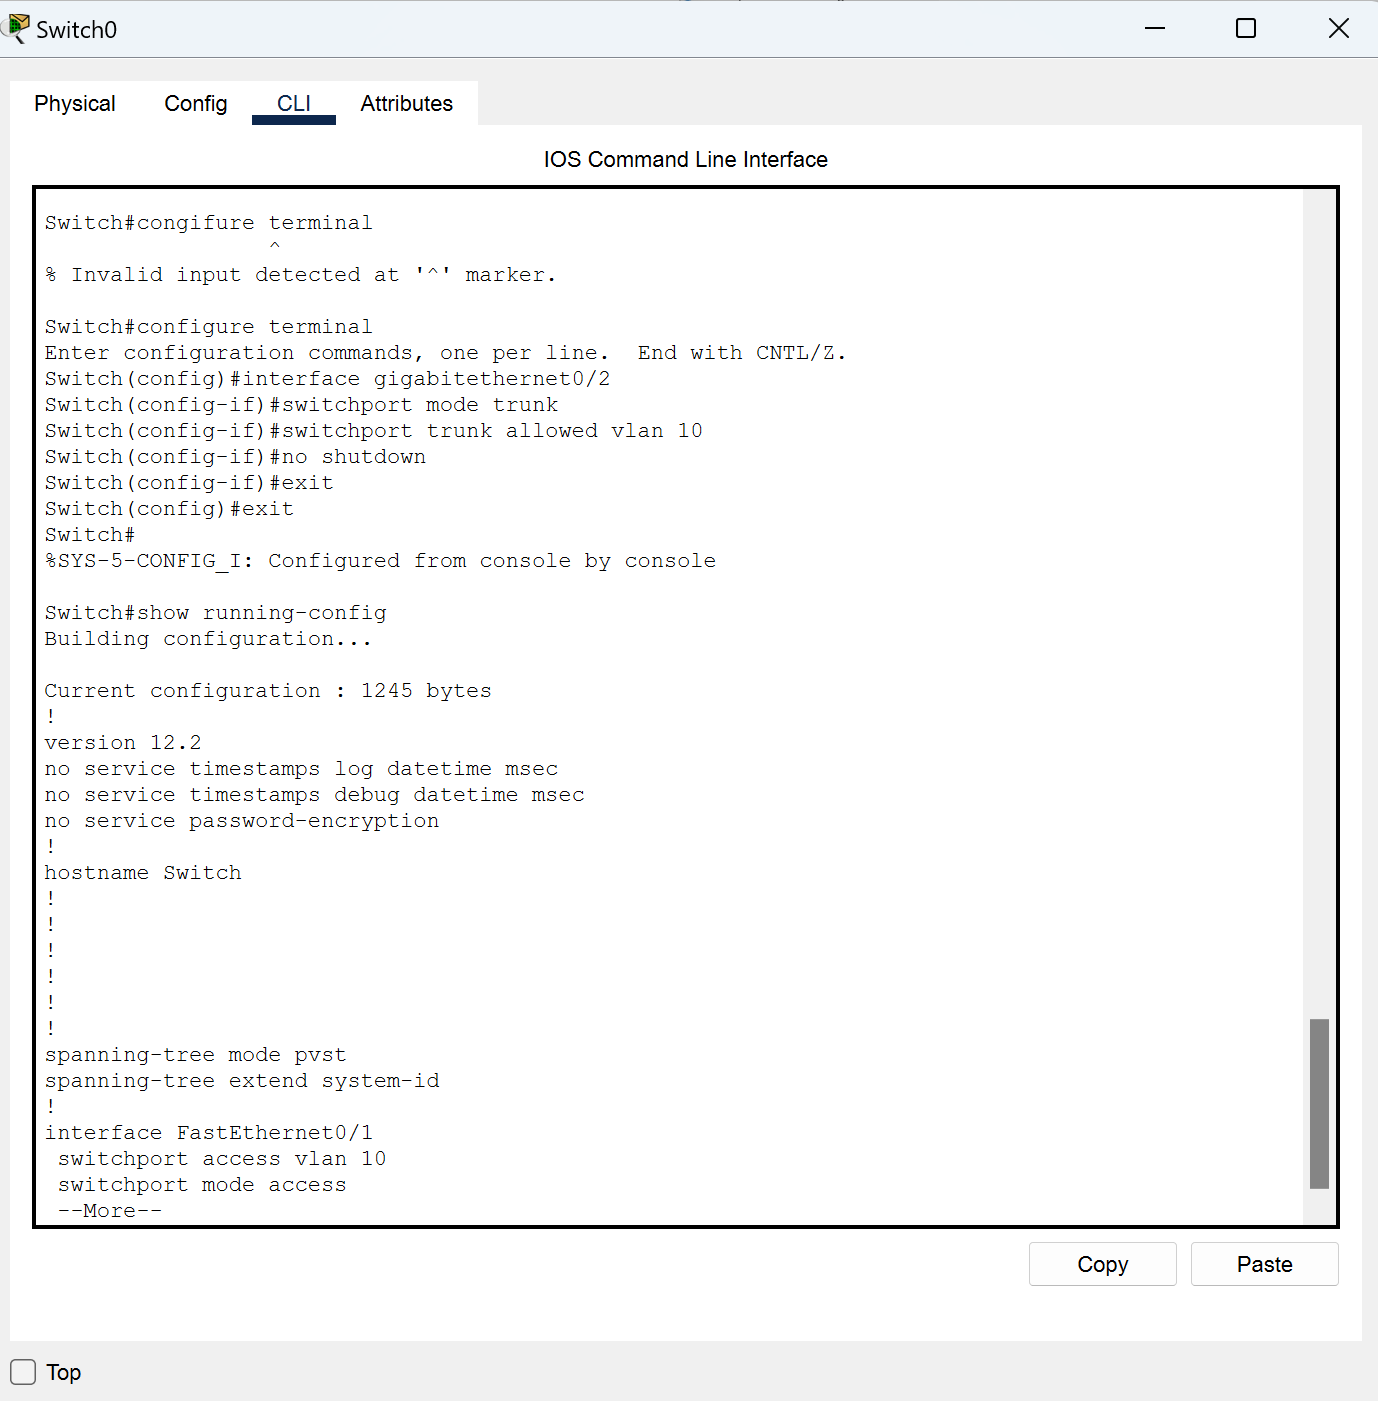 Switch0
Physical Config CLI Attributes
IOS Command Line Interface
Switch#congifure terminal
^
% Invalid input detected at '^' marker.
Switch#configure terminal
Enter configuration commands, one per line.  End with CNTL/Z.
Switch(config)#interface gigabitethernet0/2
Switch(config-if)#switchport mode trunk
Switch(config-if)#switchport trunk allowed vlan 10
Switch(config-if)#no shutdown
Switch(config-if)#exit
Switch(config)#exit
Switch#
%SYS-5-CONFIG_I: Configured from console by console
Switch#show running-config
Building configuration...
Current configuration : 1245 bytes
!
version 12.2
no service timestamps log datetime msec
no service timestamps debug datetime msec
no service password-encryption
!
hostname Switch
!
!
!
!
!
!
spanning-tree mode pvst
spanning-tree extend system-id
!
interface FastEthernet0/1
switchport access vlan 10
switchport mode access
--More--
Copy Paste
Top